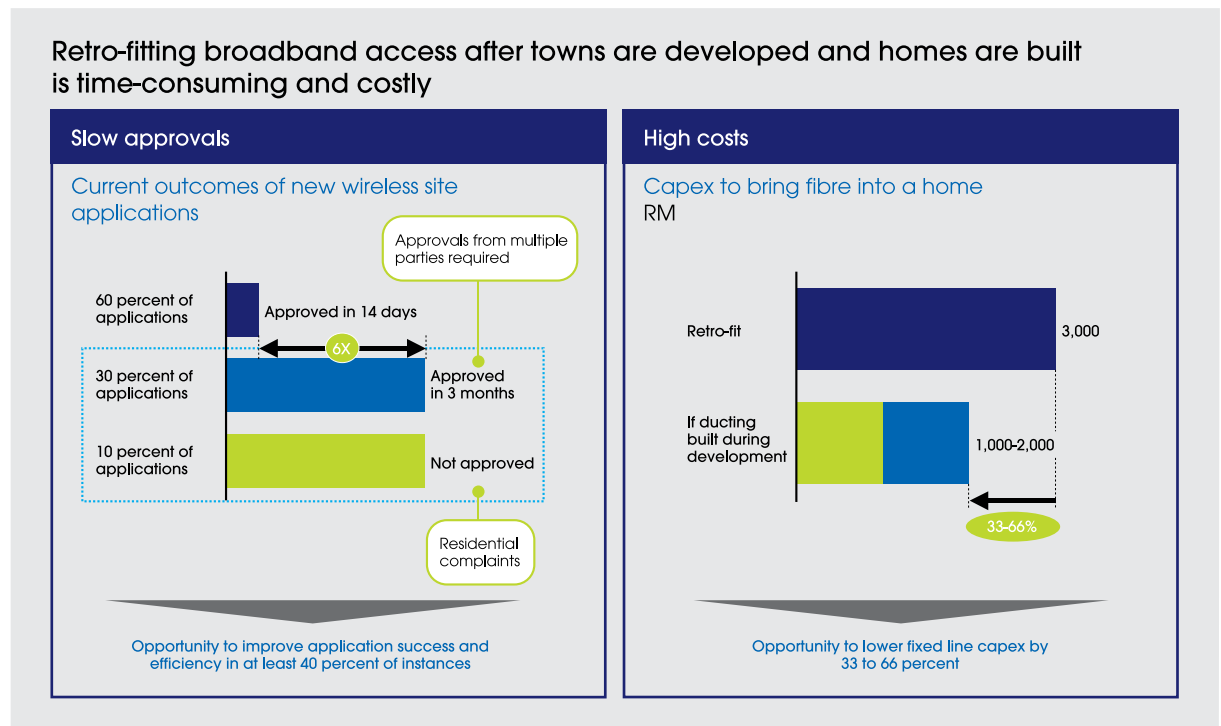 Retro-fitting broadband access after towns are developed and homes are built
is time-consuming and costly
Slow approvals
Current outcomes of new wireless site
applications
Approvals from multiple
parties required
60 percent of
applications
Approved in 14 days
6X
30 percent of
applications
Approved
in 3 months
10 percent of
applications
Not approved
Residential
complaints
Opportunity to improve application success and
efficiency in at least 40 percent of instances
High costs
Capex to bring fibre into a home
RM
Retro-fit
3,000
If ducting
built during
development
1,000-2,000
33-66%
Opportunity to lower fixed line capex by
33 to 66 percent